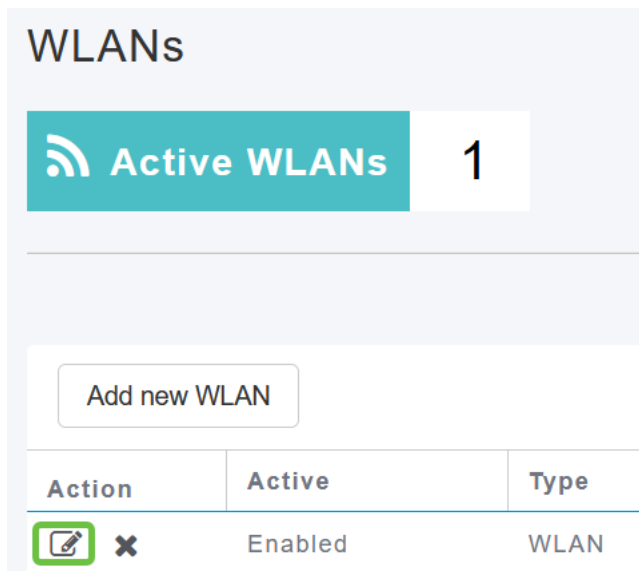 WLANs
Active WLANs 1
Add new WLAN
Action Active Type
Enabled WLAN